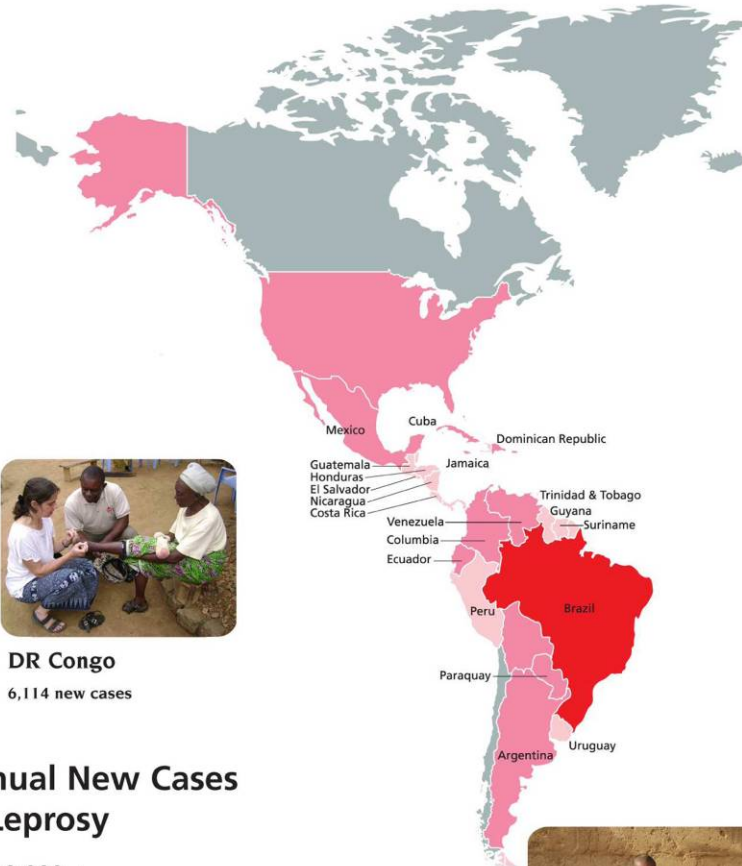 Mexico
Cuba
Dominican Republic
Guatemala
Jamaica
Honduras
El Salvador
Nicaragua
Costa Rica
Trinidad & Tobago
Guyana
Venezuela
Suriname
Columbia
Ecuador
Peru
Brazil
DR Congo
Paraquay
6,114 new cases
Uruguay
Argentina
nual New Cases